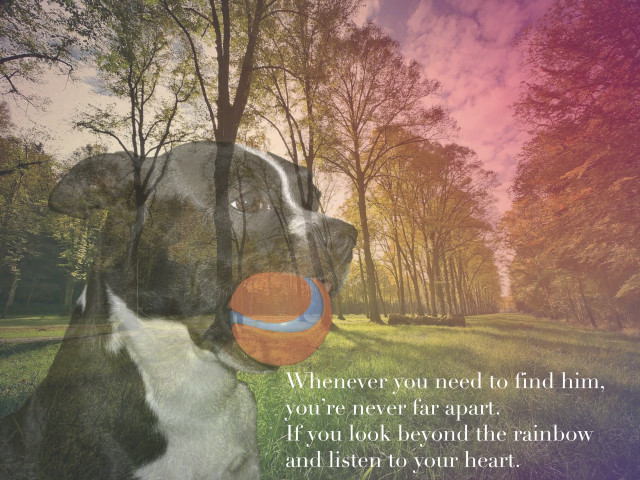 Whenever you need to find him,
you're never far apart.
If you look beyond the rainbow
and listen to your heart.